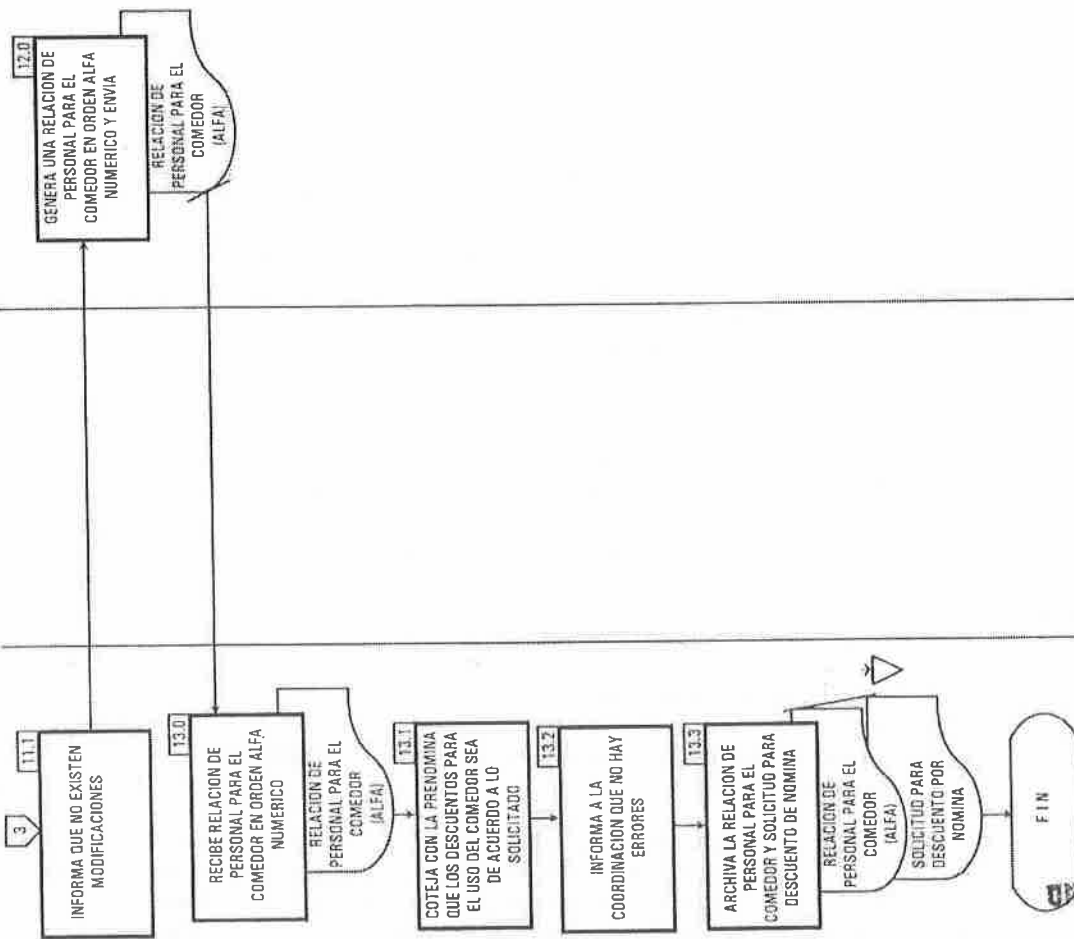 3
11.1
INFORMA QUE NO EXISTEN
MODIFICACIONES
12.0
GENERA UNA RELACION DE
PERSONAL PARA EL
COMEDOR EN ORDEN ALFA
NUMERICO Y ENVIA
RELACION DE
PERSONAL PARA EL
COMEDOR
(ALFA)
13.0
RECIBE RELACION DE
PERSONAL PARA EL
COMEDOR EN ORDEN ALFA
NUMERICO
RELACION DE
PERSONAL PARA EL
COMEDOR
(ALFA)
13.1
COTEJA CON LA PRENOMINA
QUE LOS DESCUENTOS PARA
EL USO DEL COMEDOR SEA
DE ACUERDO A LO
SOLICITADO
13.2
INFORMA A LA
COORDINACION QUE NO HAY
ERRORES
13.3
ARCHIVA LA RELACION DE
PERSONAL PARA EL
COMEDOR Y SOLICITUD PARA
DESCUENTO DE NOMINA
RELACION DE
PERSONAL PARA EL
COMEDOR
(ALFA)
SOLICITUD PARA
DESCUENTO POR
NOMINA
FIN